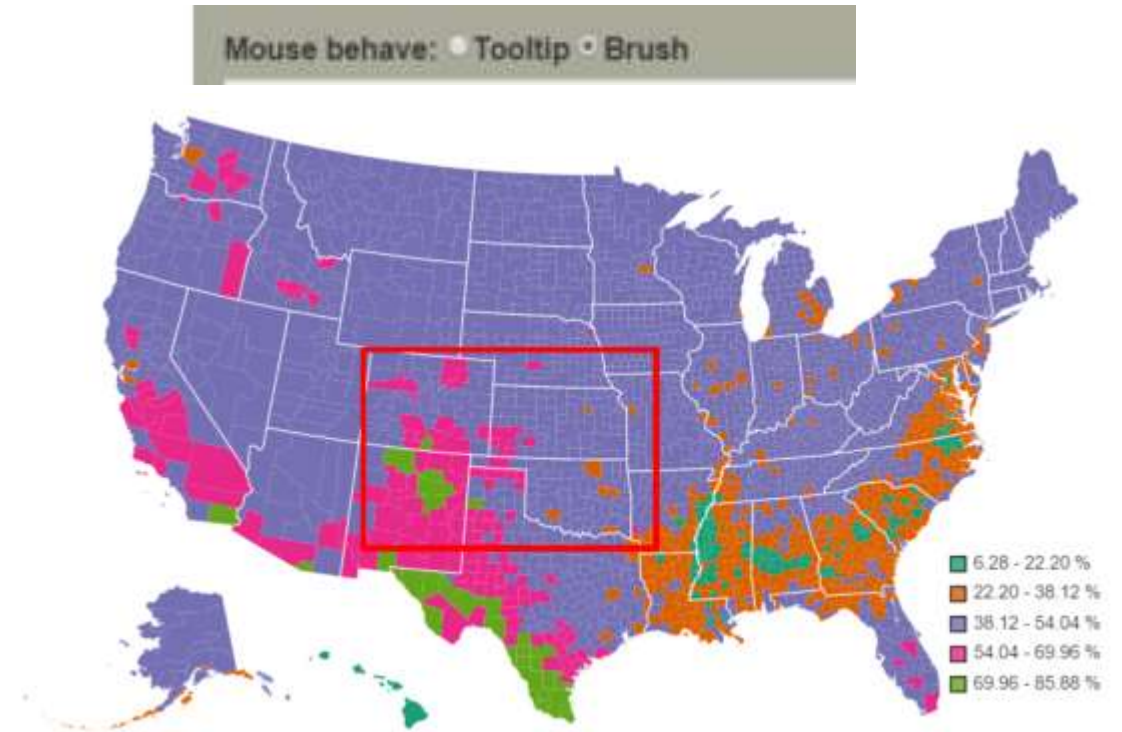 Mouse behave: Tooltip Brush
6.28 - 22.20 %
22.20 - 38.12 %
38.12 - 54.04 %
54.04 - 69.96 %
69.96 - 85.88 %